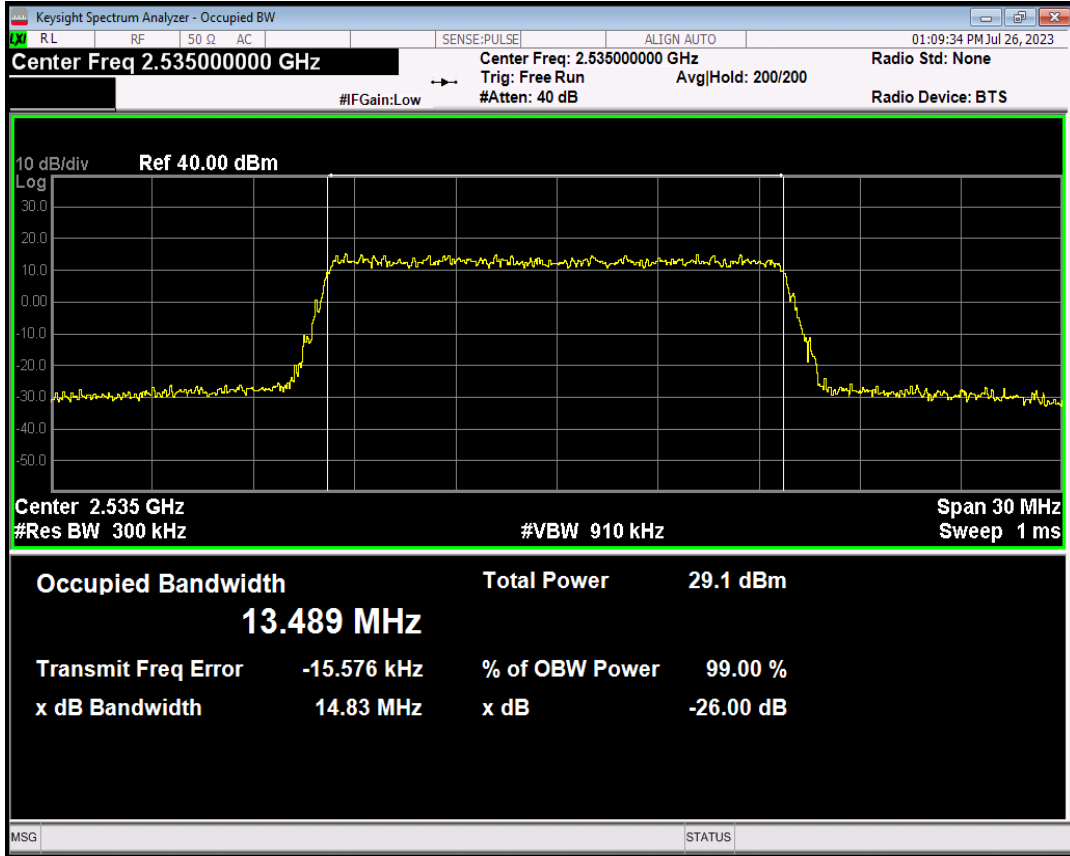 Keysight Spectrum Analyzer - Occupied BW
LXI RL RF 50 Ω AC SENSE:PULSE ALIGN AUTO 01:09:34 PM Jul 26, 2023
Center Freq 2.535000000 GHz Center Freq: 2.535000000 GHz Radio Std: None
Trig: Free Run Avg|Hold: 200/200
#IFGain:Low #Atten: 40 dB Radio Device: BTS
10 dB/div Ref 40.00 dBm
Log
30.0
20.0
10.0
0.00
-10.0
-20.0
-30.0
-40.0
-50.0
Center 2.535 GHz Span 30 MHz
#Res BW 300 kHz #VBW 910 kHz Sweep 1 ms
Occupied Bandwidth Total Power 29.1 dBm
13.489 MHz
Transmit Freq Error -15.576 kHz % of OBW Power 99.00 %
x dB Bandwidth 14.83 MHz x dB -26.00 dB
MSG STATUS